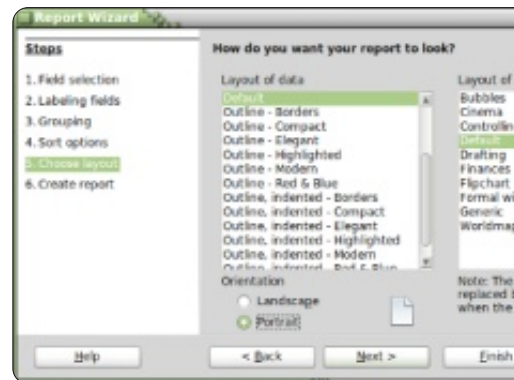 Report Wizard
Steps
1. Field selection
2. Labeling fields
3. Grouping
4. Sort options
5. Choose layout
6. Create report
How do you want your report to look?
Layout of data
Default
Outline - Borders
Outline - Compact
Outline - Elegant
Outline - Highlighted
Outline - Modern
Outline - Red & Blue
Outline, indented - Borders
Outline, indented - Compact
Outline, indented - Elegant
Outline, indented - Highlighted
Outline, indented - Modern
Outline, indented - Red & Blue
Layout of
Bubbles
Cinema
Controllin
Default
Drafting
Finances
Flipchart
Formal wi
Generic
Worldmap
Orientation
Landscape
Portrait
Note: The
replaced
when the
Help
< Back
Next >
Finish